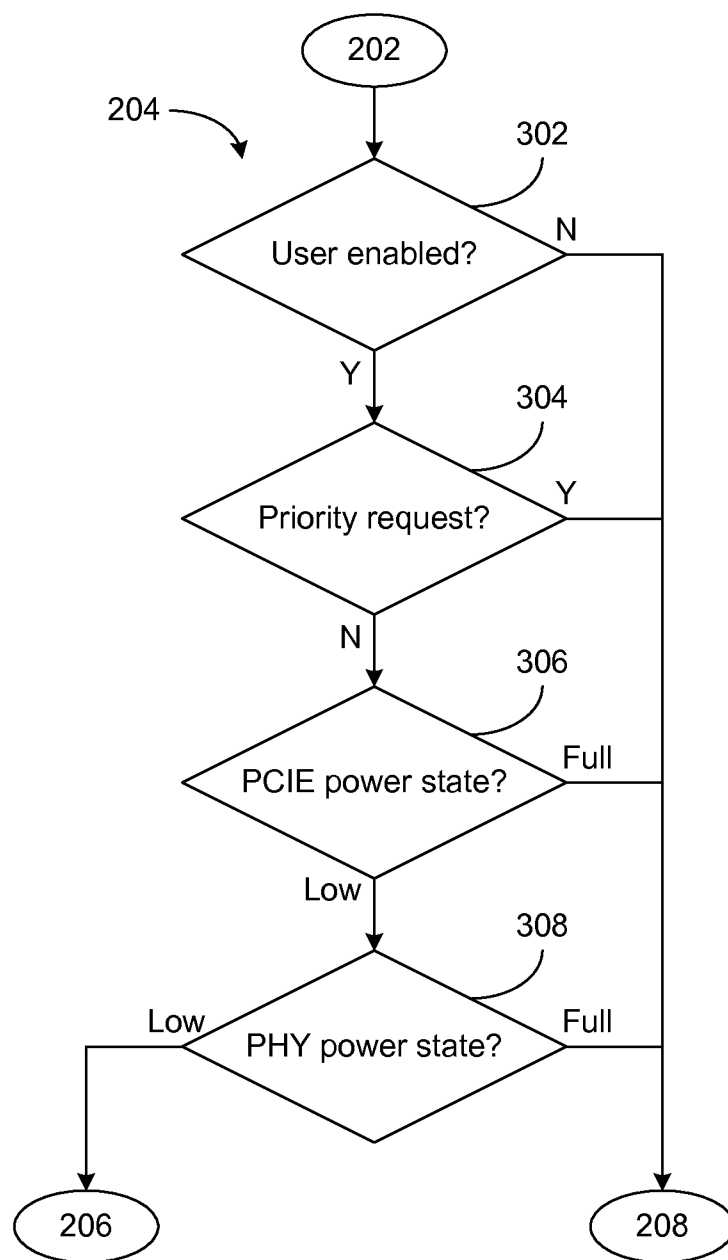 202
204
302
User enabled?
N
Y
304
Priority request?
Y
N
306
PCIE power state?
Full
Low
308
Low
PHY power state?
Full
206
208